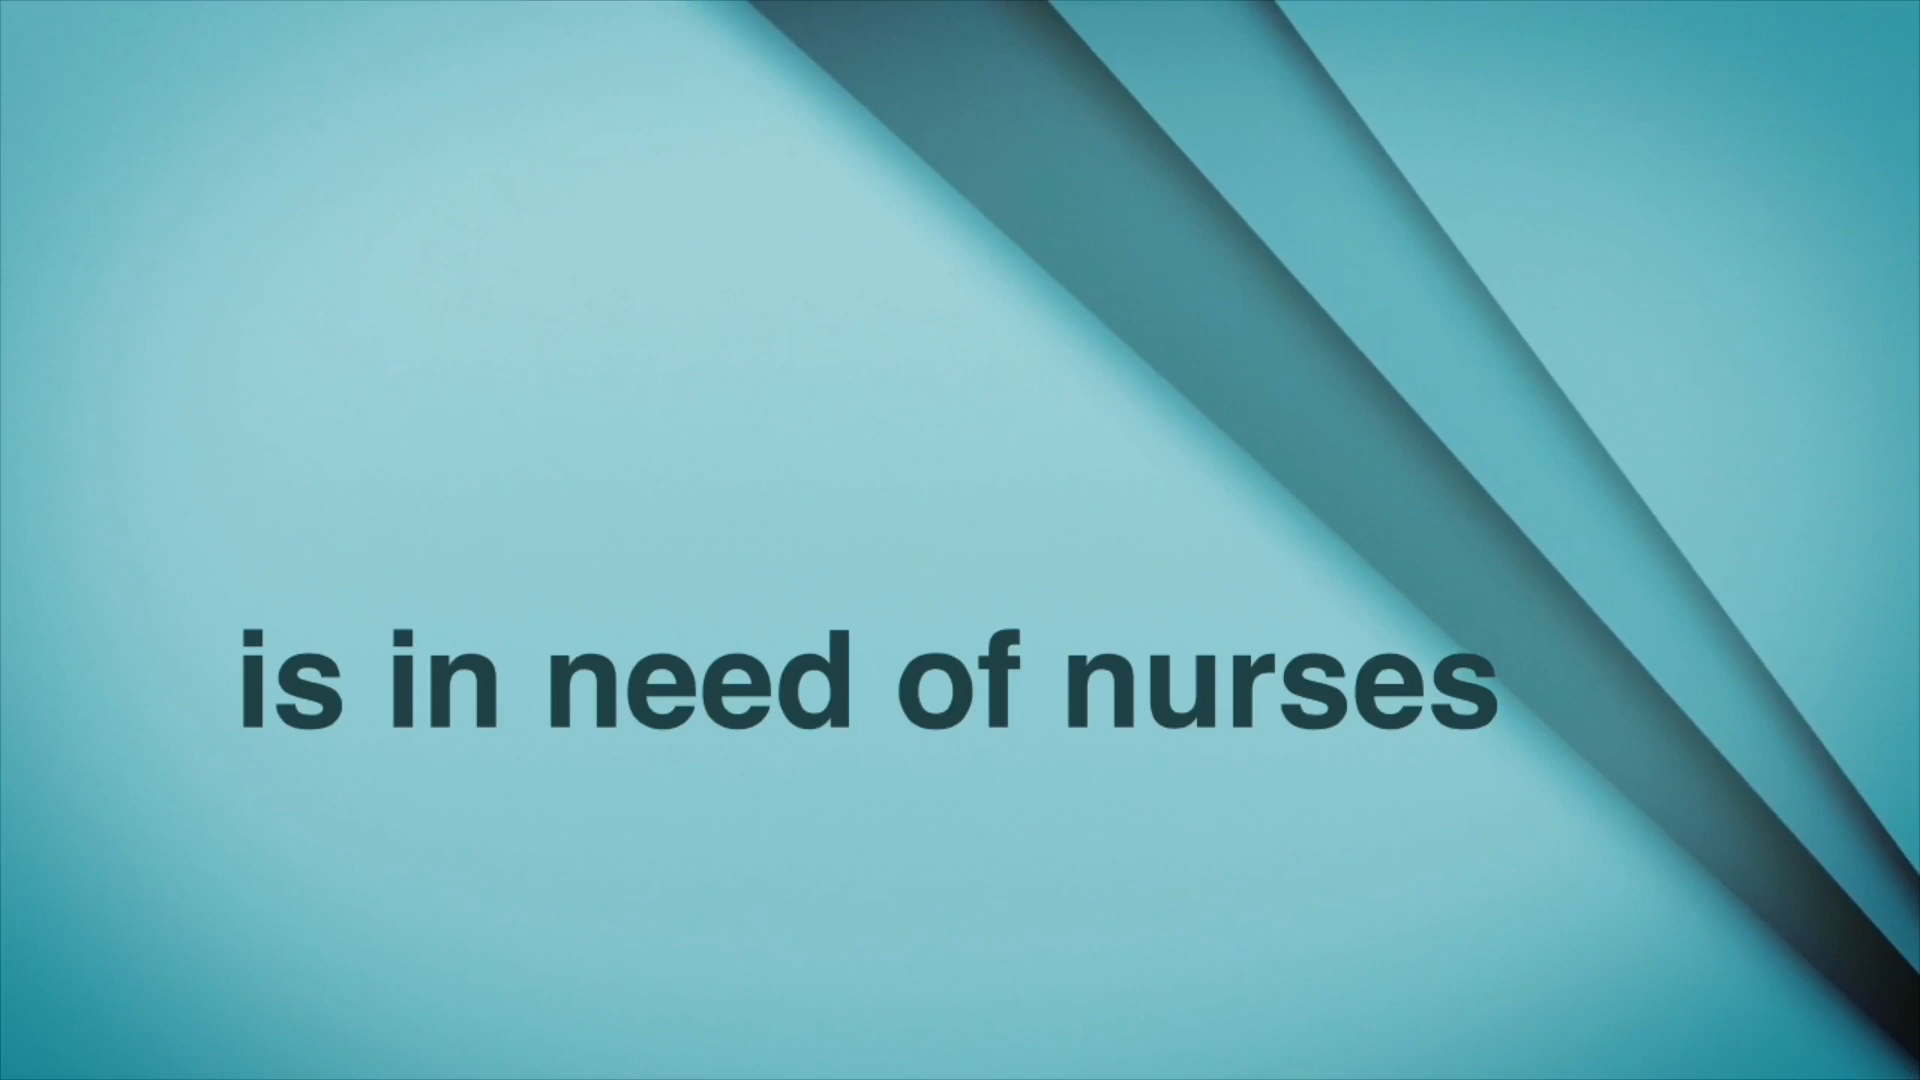 is in need of nurses